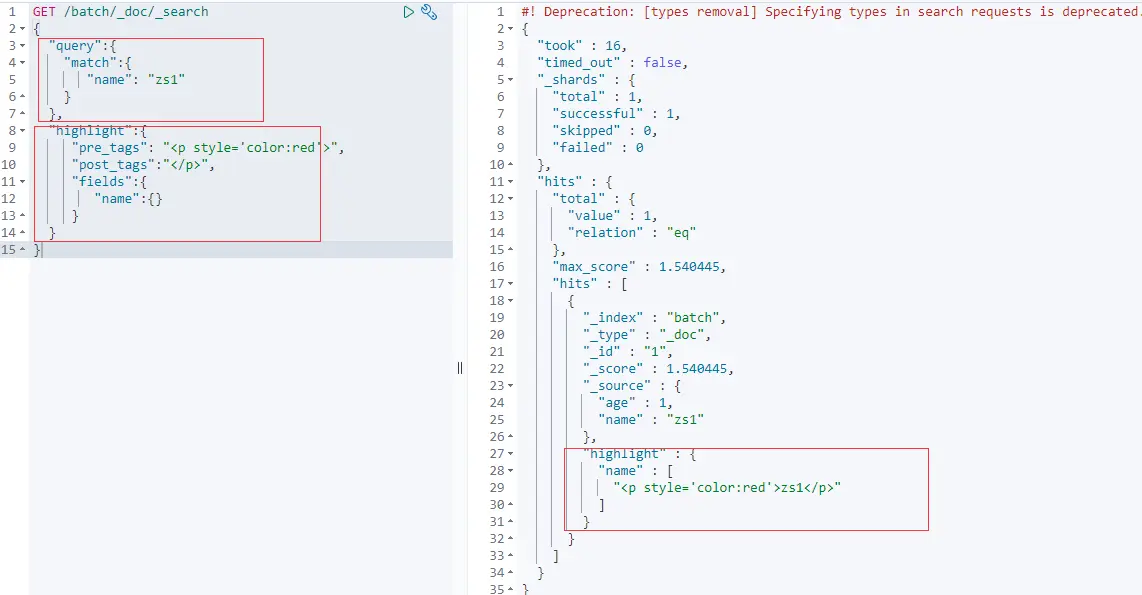 1 GET /batch/_doc/_search
2 {
3 "query":{
4 "match":{
5 "name": "zs1"
6 }
7 },
8 "highlight":{
9 "pre_tags": "<p style='color:red'>",
10 "post_tags":"</p>",
11 "fields":{
12 "name":{}
13 }
14 }
15 }
1 #! Deprecation: [types removal] Specifying types in search requests is deprecated.
2 {
3 "took" : 16,
4 "timed_out" : false,
5 "_shards" : {
6 "total" : 1,
7 "successful" : 1,
8 "skipped" : 0,
9 "failed" : 0
10 },
11 "hits" : {
12 "total" : {
13 "value" : 1,
14 "relation" : "eq"
15 },
16 "max_score" : 1.540445,
17 "hits" : [
18 {
19 "_index" : "batch",
20 "_type" : "_doc",
21 "_id" : "1",
22 "_score" : 1.540445,
23 "_source" : {
24 "age" : 1,
25 "name" : "zs1"
26 },
27 "highlight" : {
28 "name" : [
29 "<p style='color:red'>zs1</p>"
30 ]
31 }
32 }
33 ]
34 }
35 }